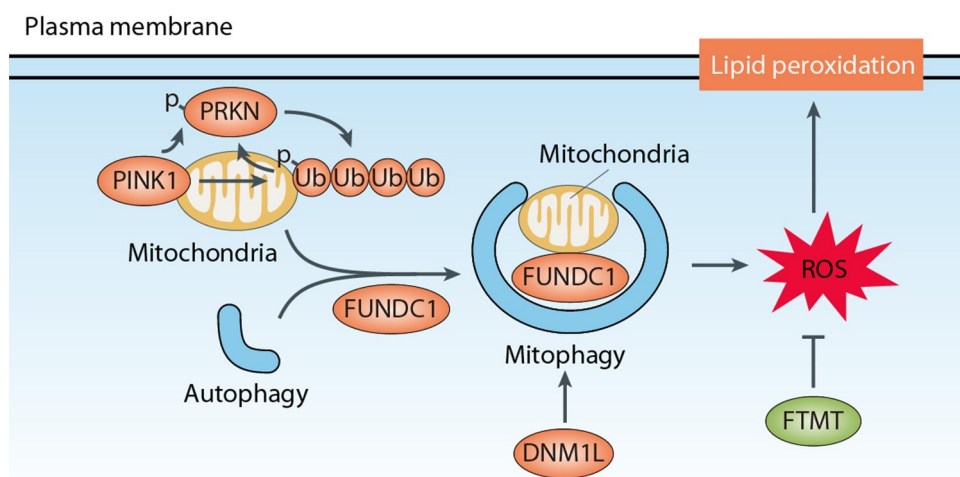 Plasma membrane
Lipid peroxidation
p
PRKN
p
PINK1
Ub Ub Ub Ub
Mitochondria
Mitochondria
FUNDC1
FUNDC1
ROS
Mitophagy
Autophagy
FTMT
DNM1L